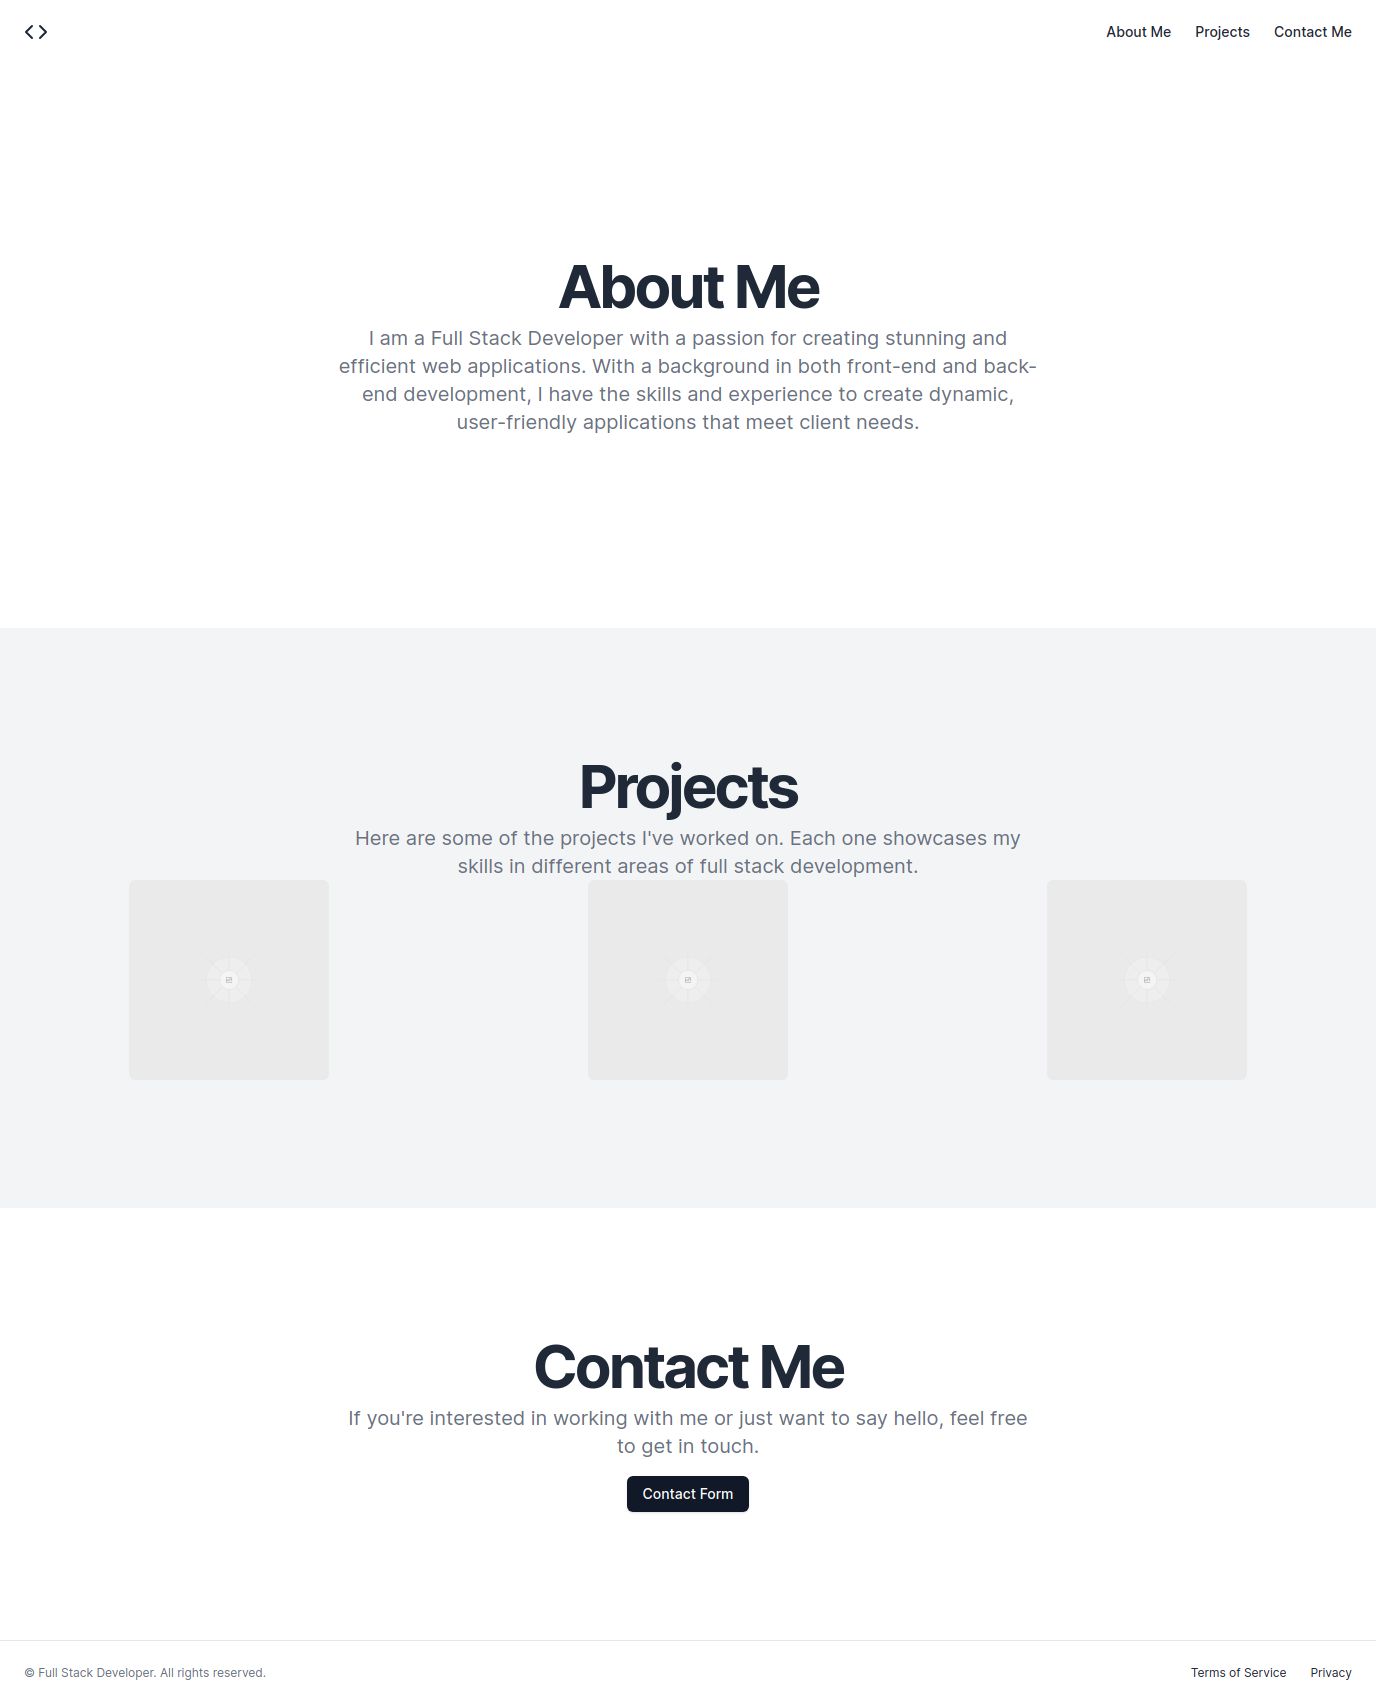 About Me Projects Contact Me
About Me
I am a Full Stack Developer with a passion for creating stunning and
efficient web applications. With a background in both front-end and back-
end development, I have the skills and experience to create dynamic,
user-friendly applications that meet client needs.
Projects
Here are some of the projects I've worked on. Each one showcases my
skills in different areas of full stack development.
Contact Me
If you're interested in working with me or just want to say hello, feel free
to get in touch.
Contact Form
© Full Stack Developer. All rights reserved. Terms of Service Privacy